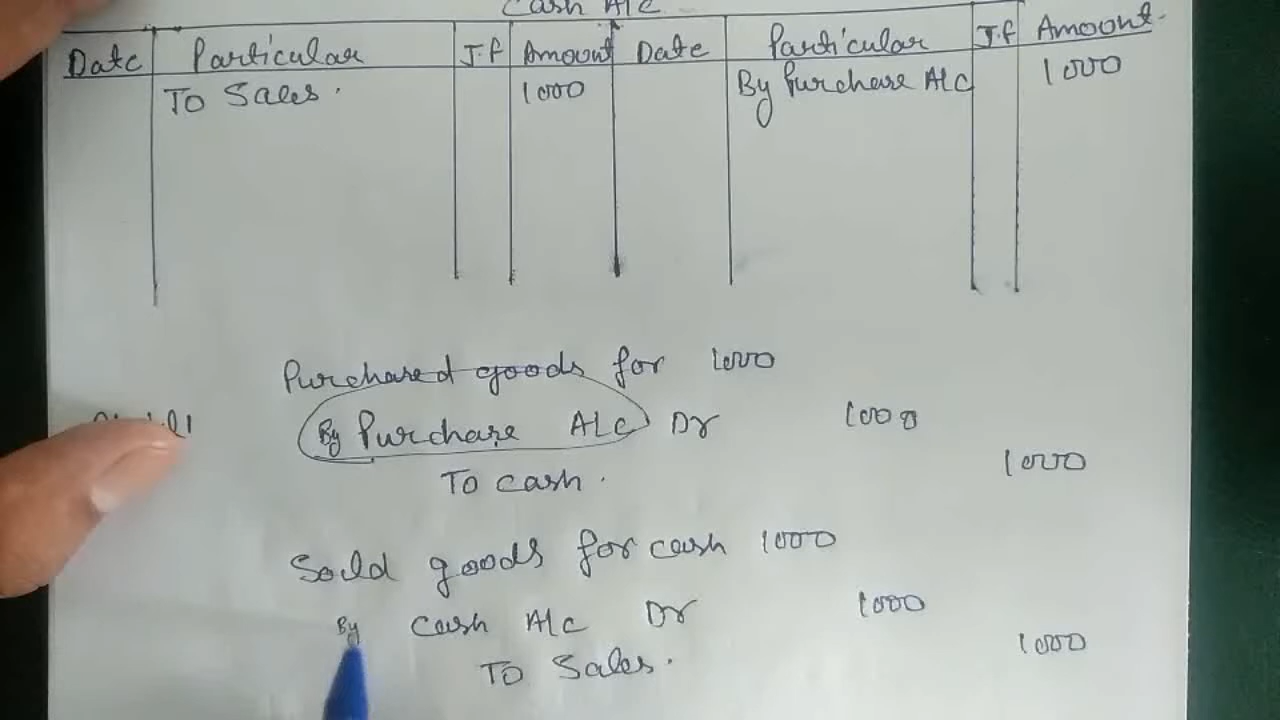 Cash A/C
Date Particular J.f Amount Date Particular J.f Amount
To Sales. 1000 By Purchase A/C 1000
Purchased goods for 1000
By Purchase A/C Dr 1000
To cash. 1000
Sold goods for cash 1000
By Cash A/C Dr 1000
To Sales. 1000